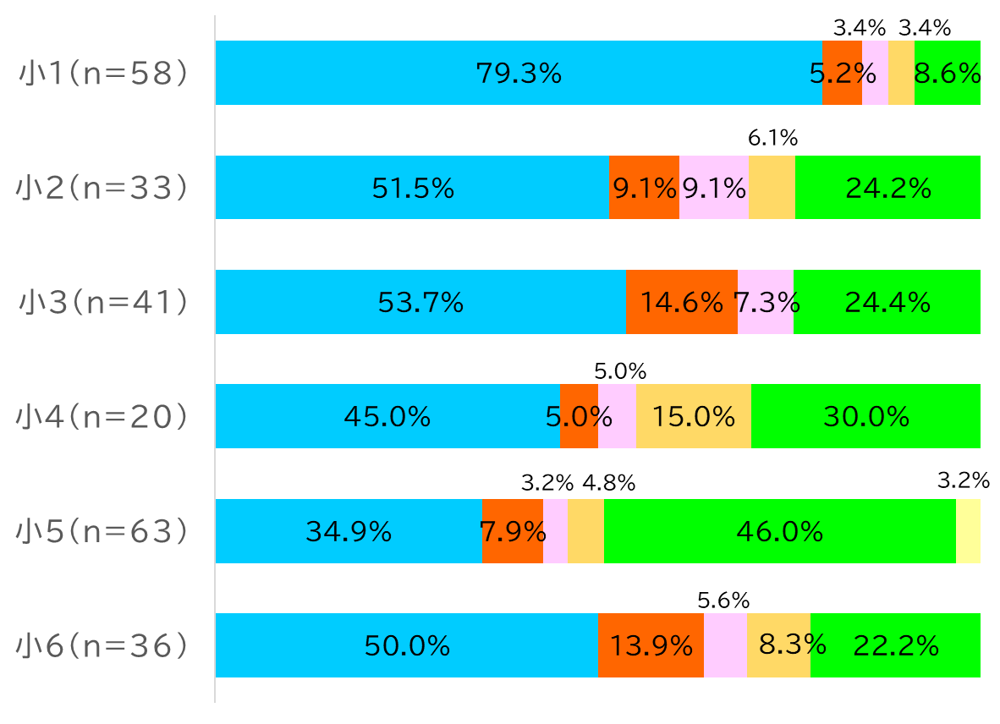 3.4% 3.4%
小1(n=58) 79.3% 5.2% 8.6%
6.1%
小2(n=33) 51.5% 9.1% 9.1% 24.2%
小3(n=41) 53.7% 14.6% 7.3% 24.4%
5.0%
小4(n=20) 45.0% 5.0% 15.0% 30.0%
3.2% 4.8% 3.2%
小5(n=63) 34.9% 7.9% 46.0%
5.6%
小6(n=36) 50.0% 13.9% 8.3% 22.2%